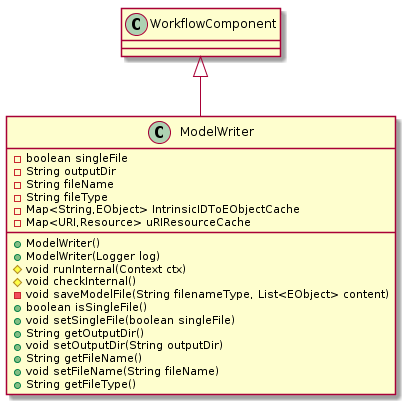 C WorkflowComponent
C ModelWriter
boolean singleFile
String outputDir
String fileName
String fileType
Map<String,EObject> IntrinsicIDToEObjectCache
Map<URI,Resource> uRIResourceCache
ModelWriter()
ModelWriter(Logger log)
void runInternal(Context ctx)
void checkInternal()
void saveModelFile(String filenameType, List<EObject> content)
boolean isSingleFile()
void setSingleFile(boolean singleFile)
String getOutputDir()
void setOutputDir(String outputDir)
String getFileName()
void setFileName(String fileName)
String getFileType()